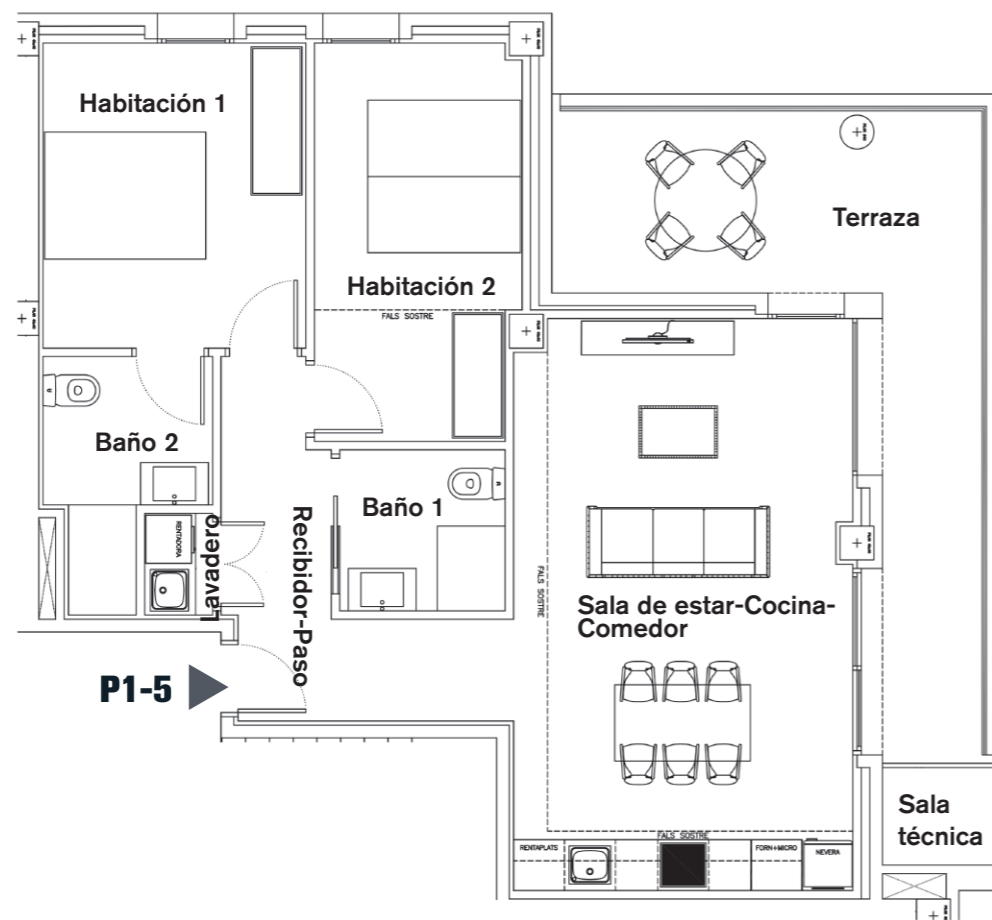 Habitación 1
Habitación 2
FALS SOSTRE
Terraza
Baño 2
Baño 1
RENTADORA
Lavadero
Recibidor-Paso
FALS SOSTRE
Sala de estar-Cocina-
Comedor
P1-5
Sala
técnica
FALS SOSTRE
RENTAPLATS
FORN+MICRO
NEVERA